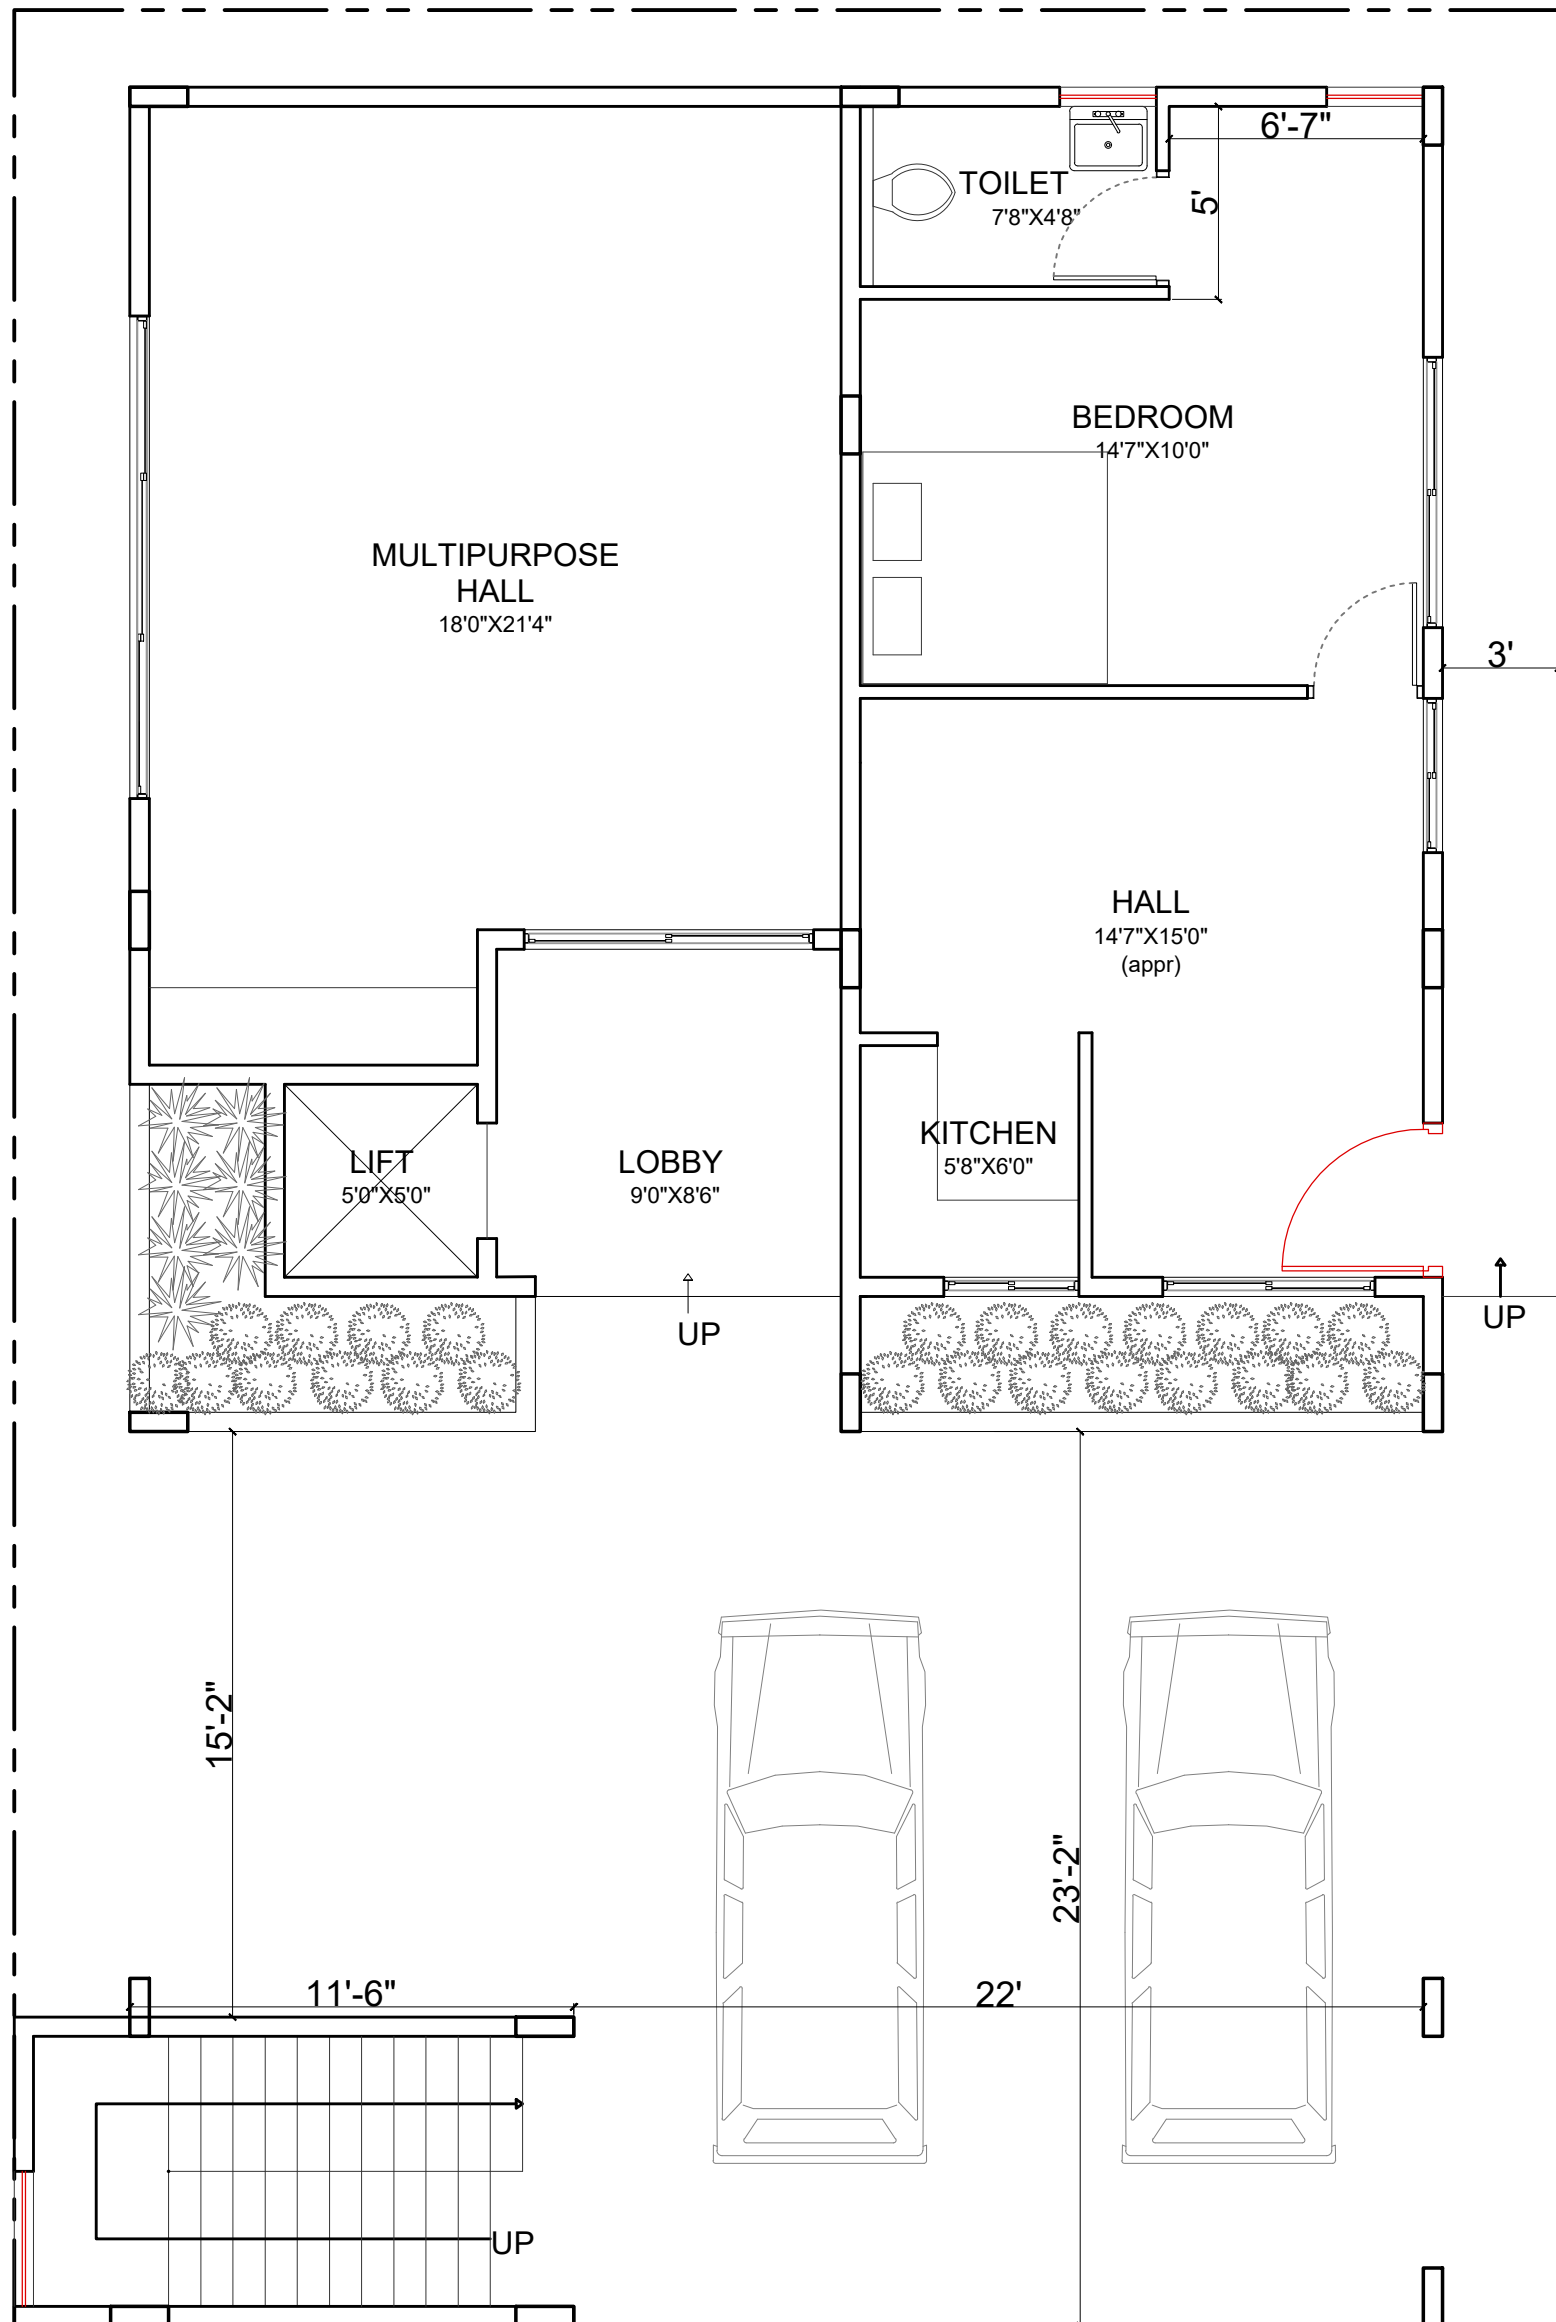 6'-7"
TOILET
7'8"X4'8"
5'
BEDROOM
14'7"X10'0"
MULTIPURPOSE
HALL
18'0"X21'4"
3'
HALL
14'7"X15'0"
(appr)
KITCHEN
5'8"X6'0"
LIFT
5'0"X5'0"
LOBBY
9'0"X8'6"
UP
UP
15'-2"
23'-2"
11'-6"
22'
UP